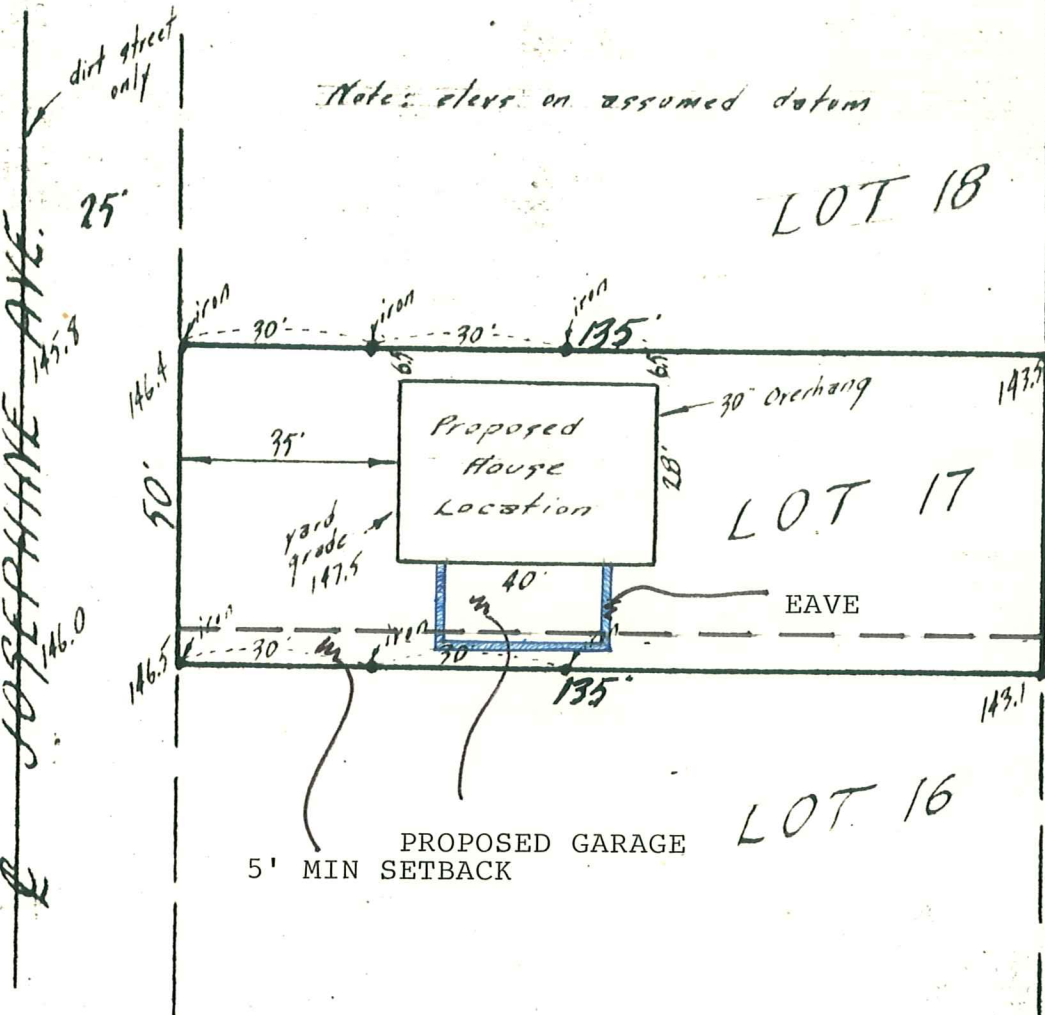 dirt street
only
Note: elevs on assumed datum
25'
LOT 18
JOSEPHINE AVE.
145.8
iron
iron
iron
30'
30'
135'
146.4
6.5
6.5
143.5
30" Overhang
Proposed
House
Location
35'
28'
50'
LOT 17
yard
grade
147.5
40'
EAVE
146.0
iron
iron
30'
30'
146.5
135'
143.1
LOT 16
PROPOSED GARAGE
5' MIN SETBACK